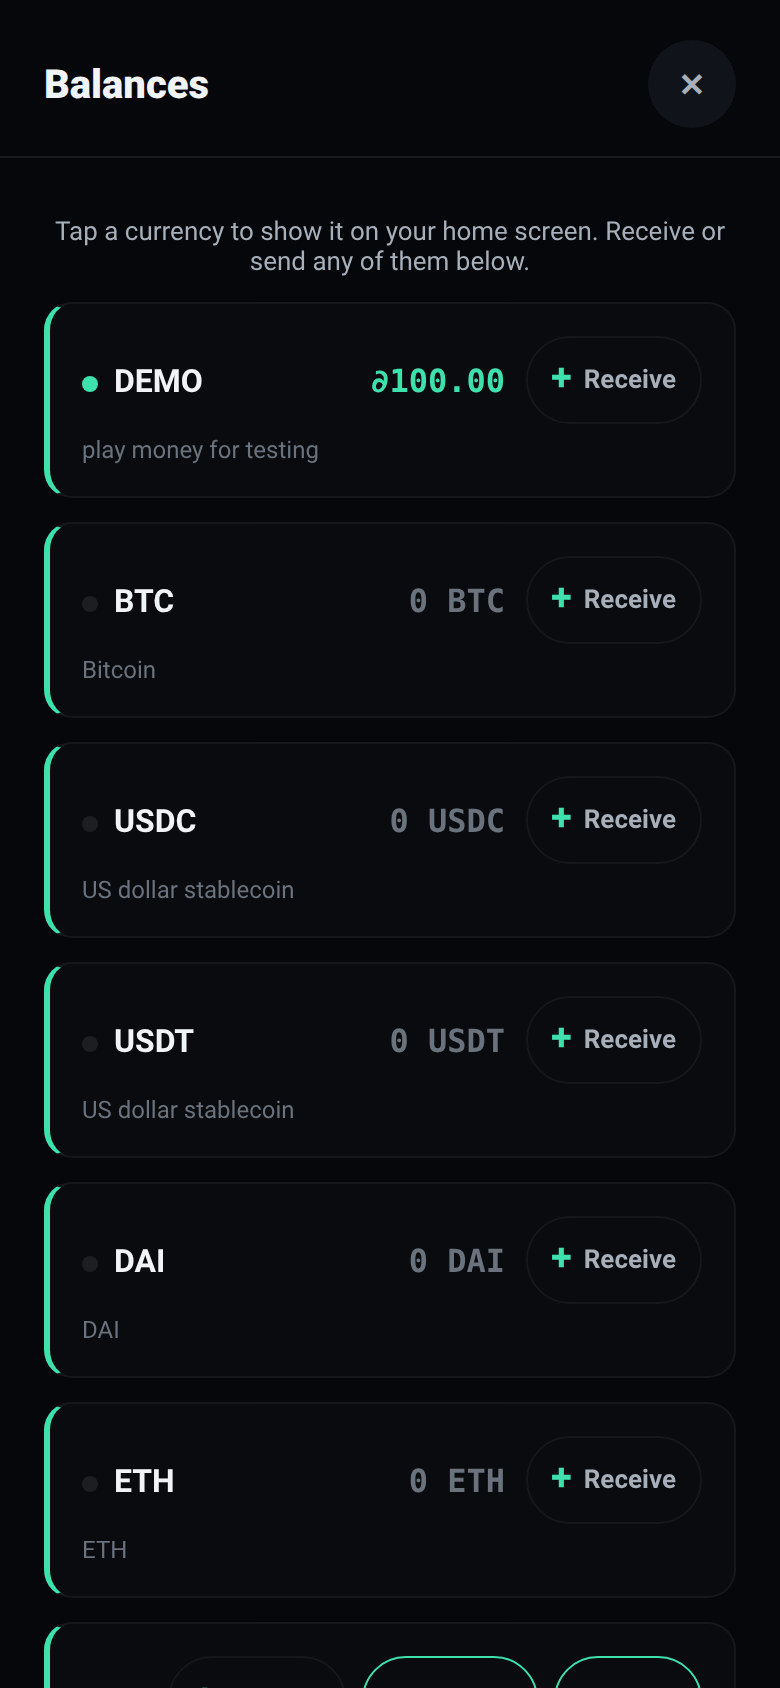 Balances
Tap a currency to show it on your home screen. Receive or
send any of them below.
DEMO ∂100.00 + Receive
play money for testing
BTC 0 BTC + Receive
Bitcoin
USDC 0 USDC + Receive
US dollar stablecoin
USDT 0 USDT + Receive
US dollar stablecoin
DAI 0 DAI + Receive
DAI
ETH 0 ETH + Receive
ETH